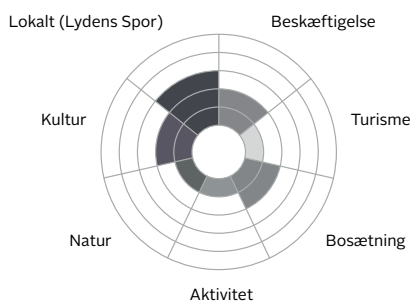 Lokalt (Lydens Spor)
Beskæftigelse
Kultur
Turisme
Natur
Bosætning
Aktivitet